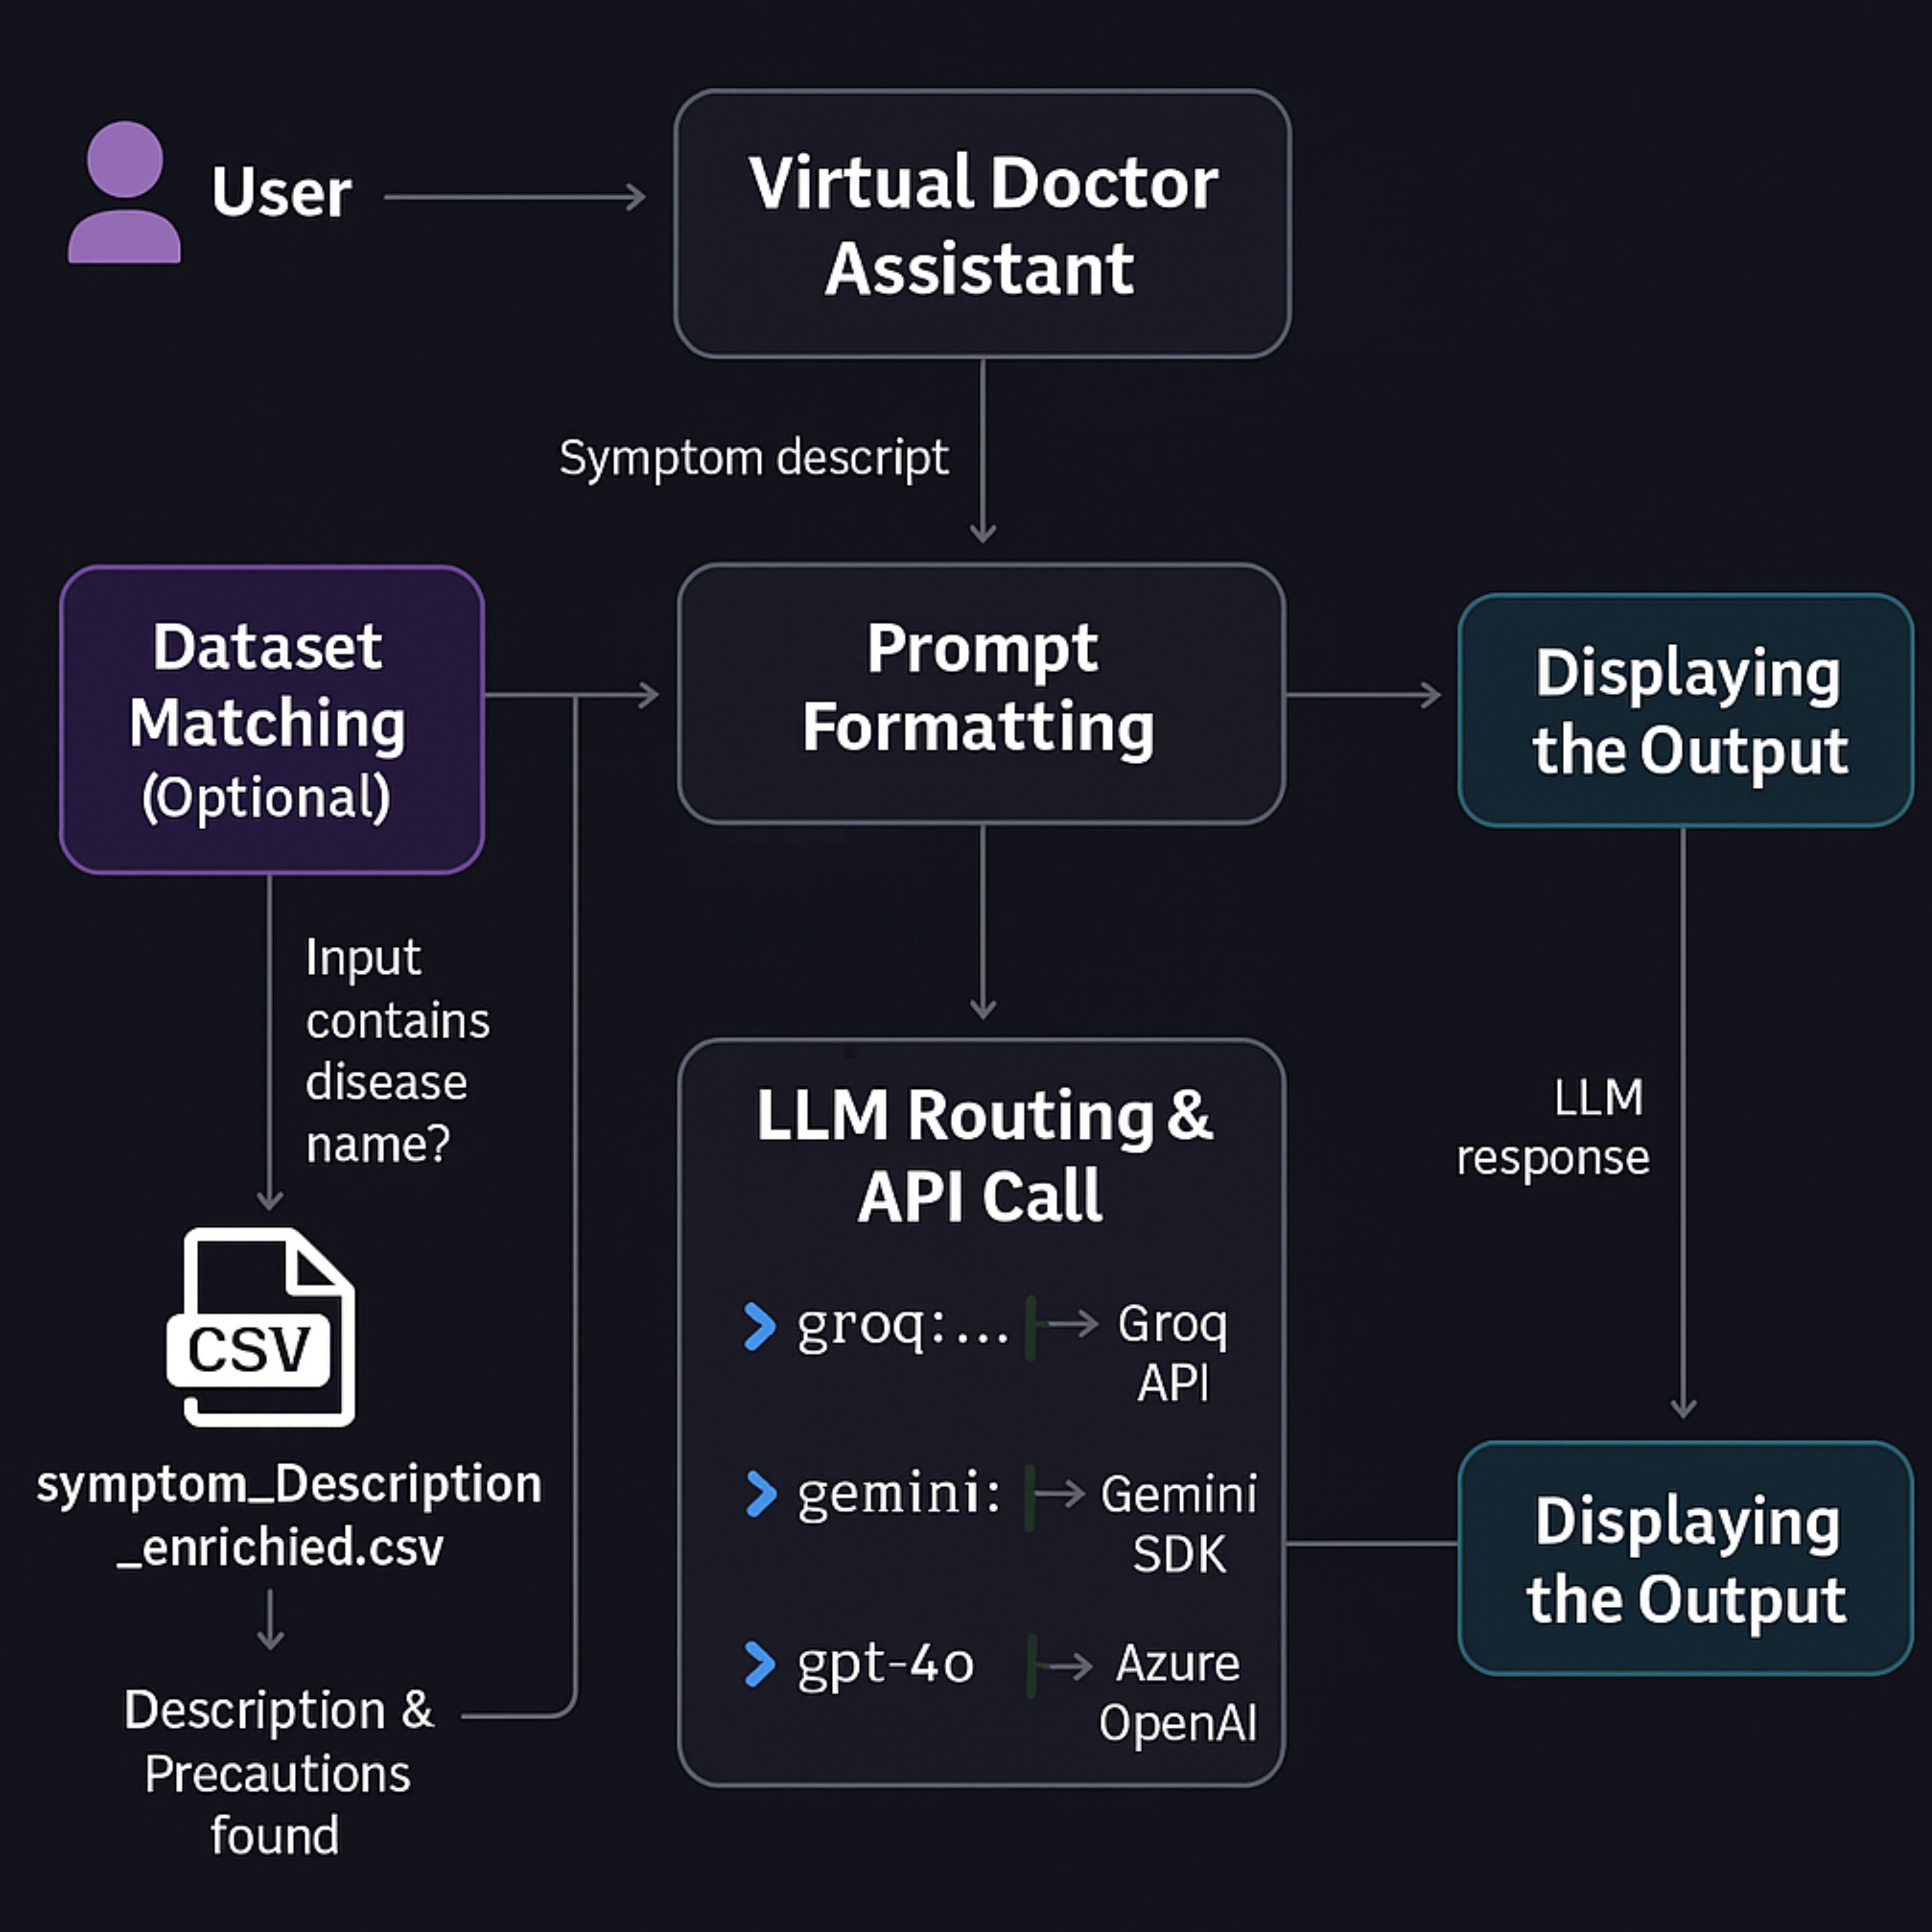 User
Virtual Doctor
Assistant
Symptom descript
Dataset
Matching
(Optional)
Prompt
Formatting
Displaying
the Output
Input
contains
disease
name?
CSV
symptom_Description
_enrichied.csv
Description &
Precautions
found
LLM Routing &
API Call
groq:... Groq
API
gemini: Gemini
SDK
gpt-4o Azure
OpenAI
LLM
response
Displaying
the Output